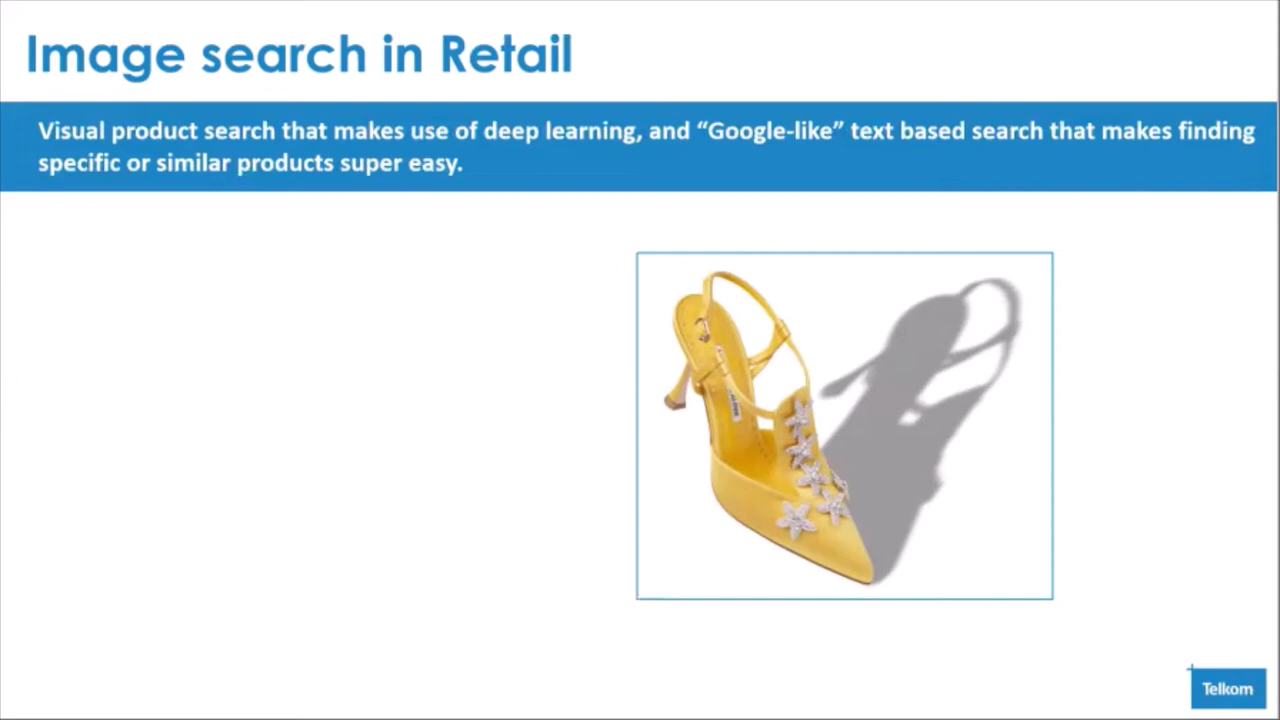 Image search in Retail
Visual product search that makes use of deep learning, and “Google-like” text based search that makes finding
specific or similar products super easy.
Telkom